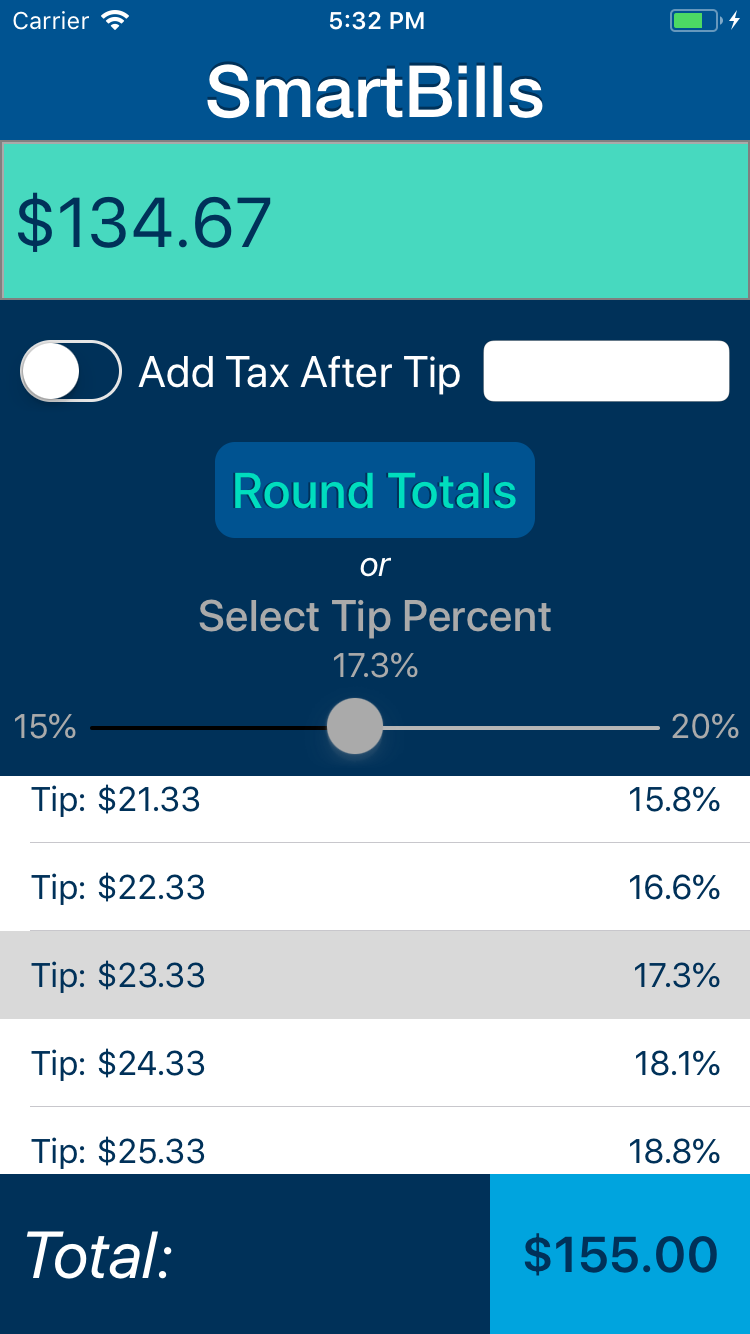 Carrier 5:32 PM
SmartBills
$134.67
Add Tax After Tip
Round Totals
or
Select Tip Percent
17.3%
15% 20%
Tip: $21.33 15.8%
Tip: $22.33 16.6%
Tip: $23.33 17.3%
Tip: $24.33 18.1%
Tip: $25.33 18.8%
Total: $155.00